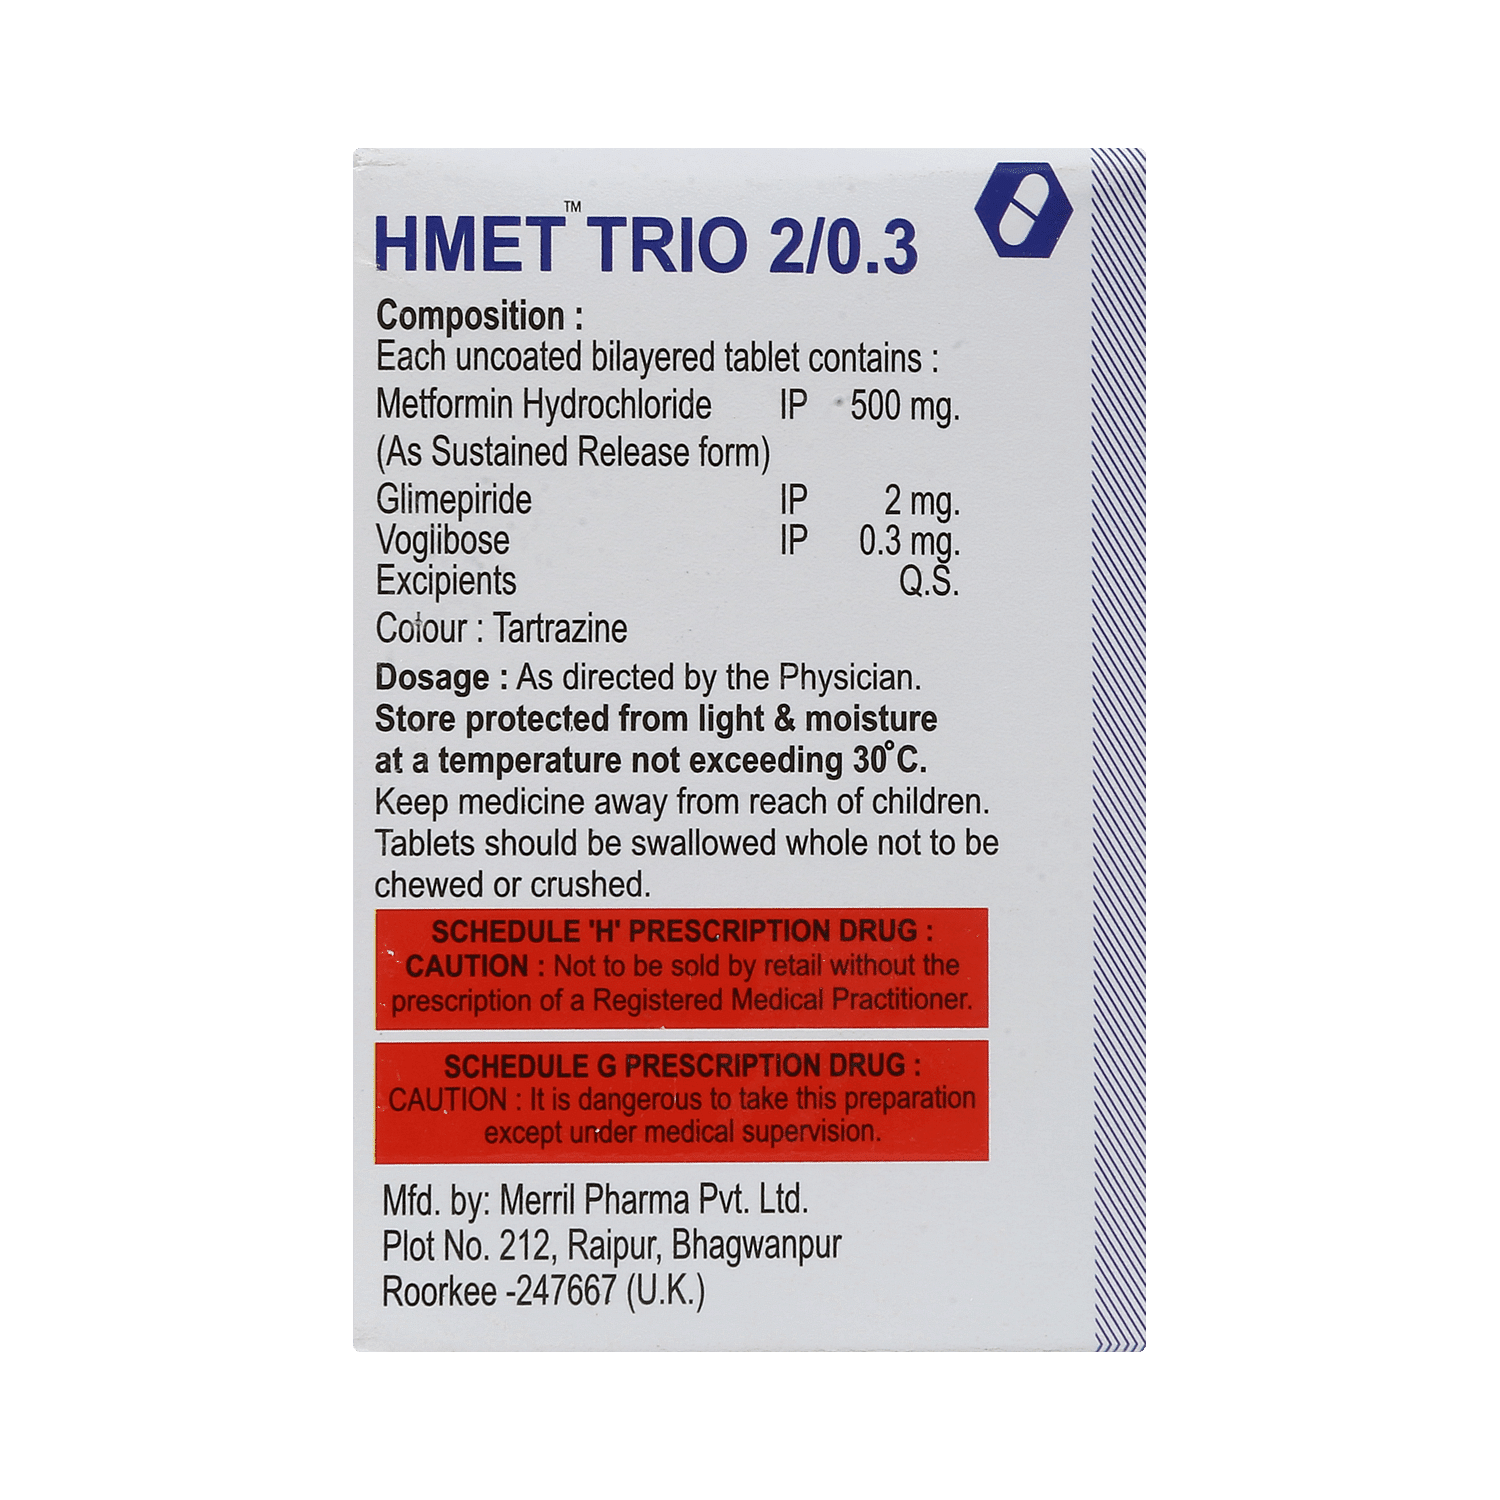 HMET™ TRIO 2/0.3
Composition :
Each uncoated bilayered tablet contains :
Metformin Hydrochloride IP 500 mg.
(As Sustained Release form)
Glimepiride IP 2 mg.
Voglibose IP 0.3 mg.
Excipients Q.S.
Colour : Tartrazine
Dosage : As directed by the Physician.
Store protected from light & moisture
at a temperature not exceeding 30°C.
Keep medicine away from reach of children.
Tablets should be swallowed whole not to be
chewed or crushed.
SCHEDULE 'H' PRESCRIPTION DRUG :
CAUTION : Not to be sold by retail without the
prescription of a Registered Medical Practitioner.
SCHEDULE G PRESCRIPTION DRUG :
CAUTION : It is dangerous to take this preparation
except under medical supervision.
Mfd. by: Merril Pharma Pvt. Ltd.
Plot No. 212, Raipur, Bhagwanpur
Roorkee -247667 (U.K.)